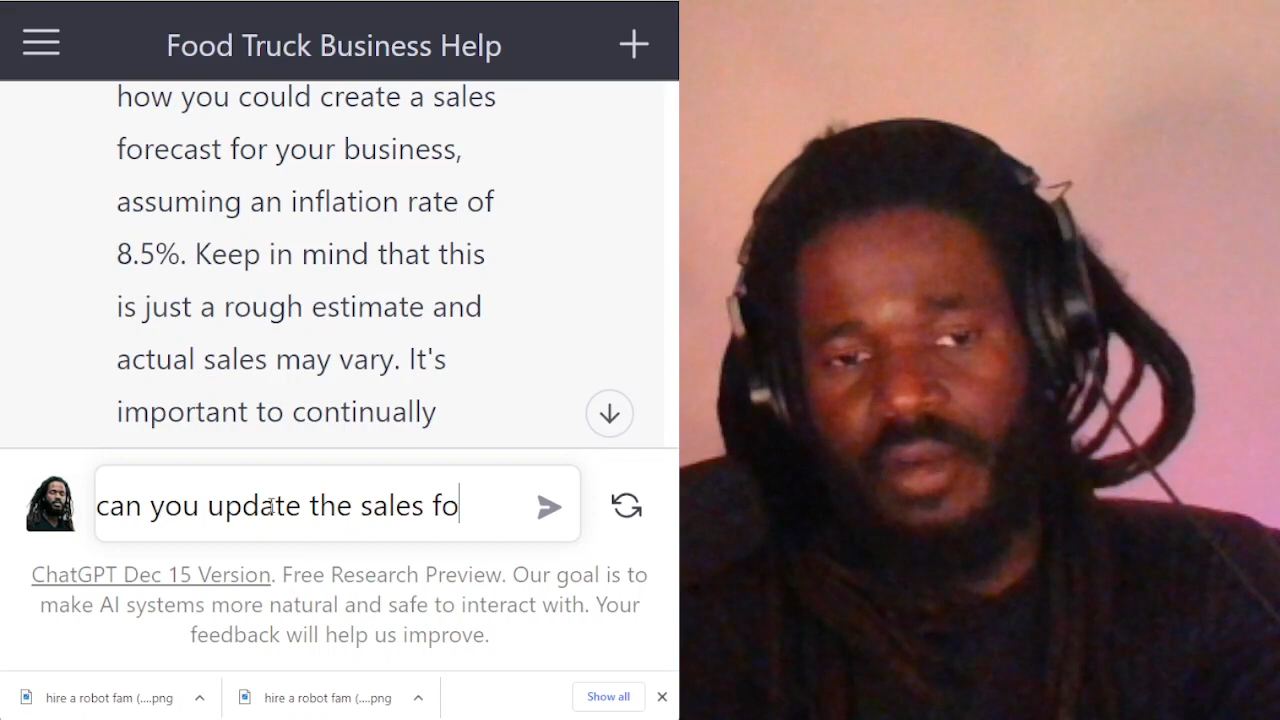 Food Truck Business Help
how you could create a sales
forecast for your business,
assuming an inflation rate of
8.5%. Keep in mind that this
is just a rough estimate and
actual sales may vary. It's
important to continually
can you update the sales fo
ChatGPT Dec 15 Version. Free Research Preview. Our goal is to
make AI systems more natural and safe to interact with. Your
feedback will help us improve.
hire a robot fam (....png
hire a robot fam (....png
Show all